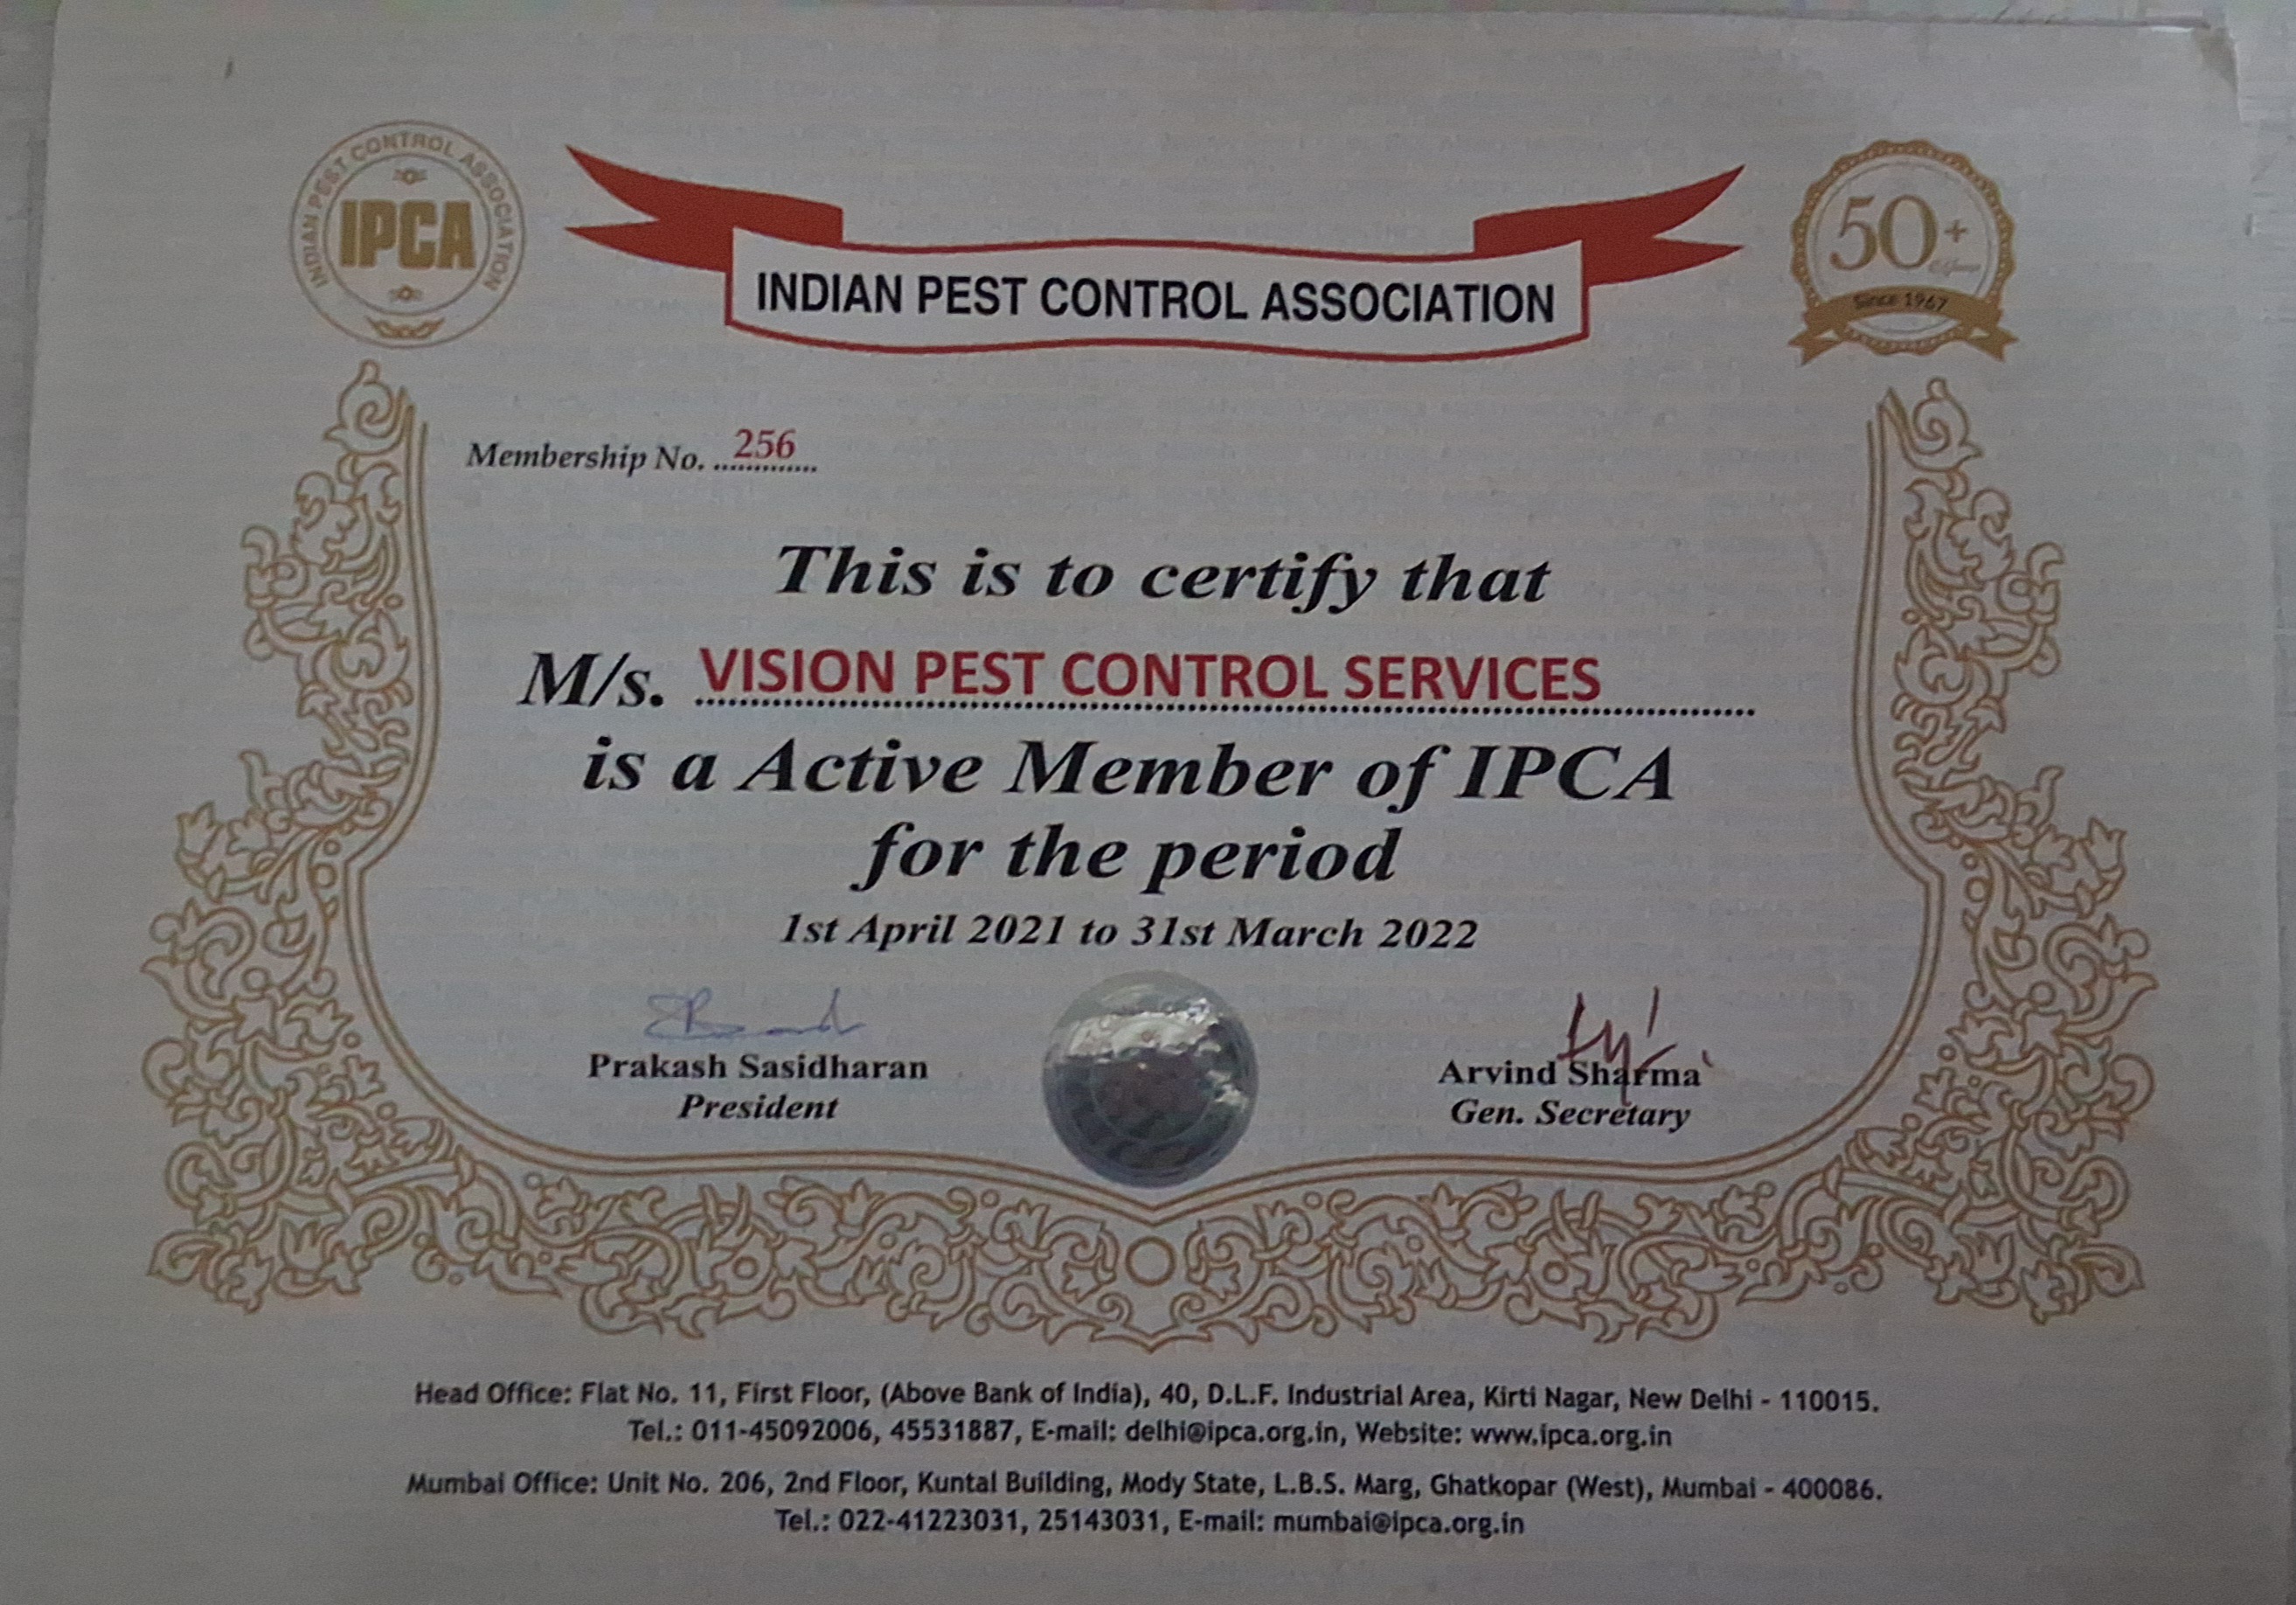 INDIAN PEST CONTROL ASSOCIATION
IPCA
50+
Years
Since 1967
INDIAN PEST CONTROL ASSOCIATION
Membership No. 256
This is to certify that
M/s. VISION PEST CONTROL SERVICES
is a Active Member of IPCA
for the period
1st April 2021 to 31st March 2022
Prakash Sasidharan
President
Arvind Sharma
Gen. Secretary
Head Office: Flat No. 11, First Floor, (Above Bank of India), 40, D.L.F. Industrial Area, Kirti Nagar, New Delhi - 110015.
Tel.: 011-45092006, 45531887, E-mail: delhi@ipca.org.in, Website: www.ipca.org.in
Mumbai Office: Unit No. 206, 2nd Floor, Kuntal Building, Mody State, L.B.S. Marg, Ghatkopar (West), Mumbai - 400086.
Tel.: 022-41223031, 25143031, E-mail: mumbai@ipca.org.in